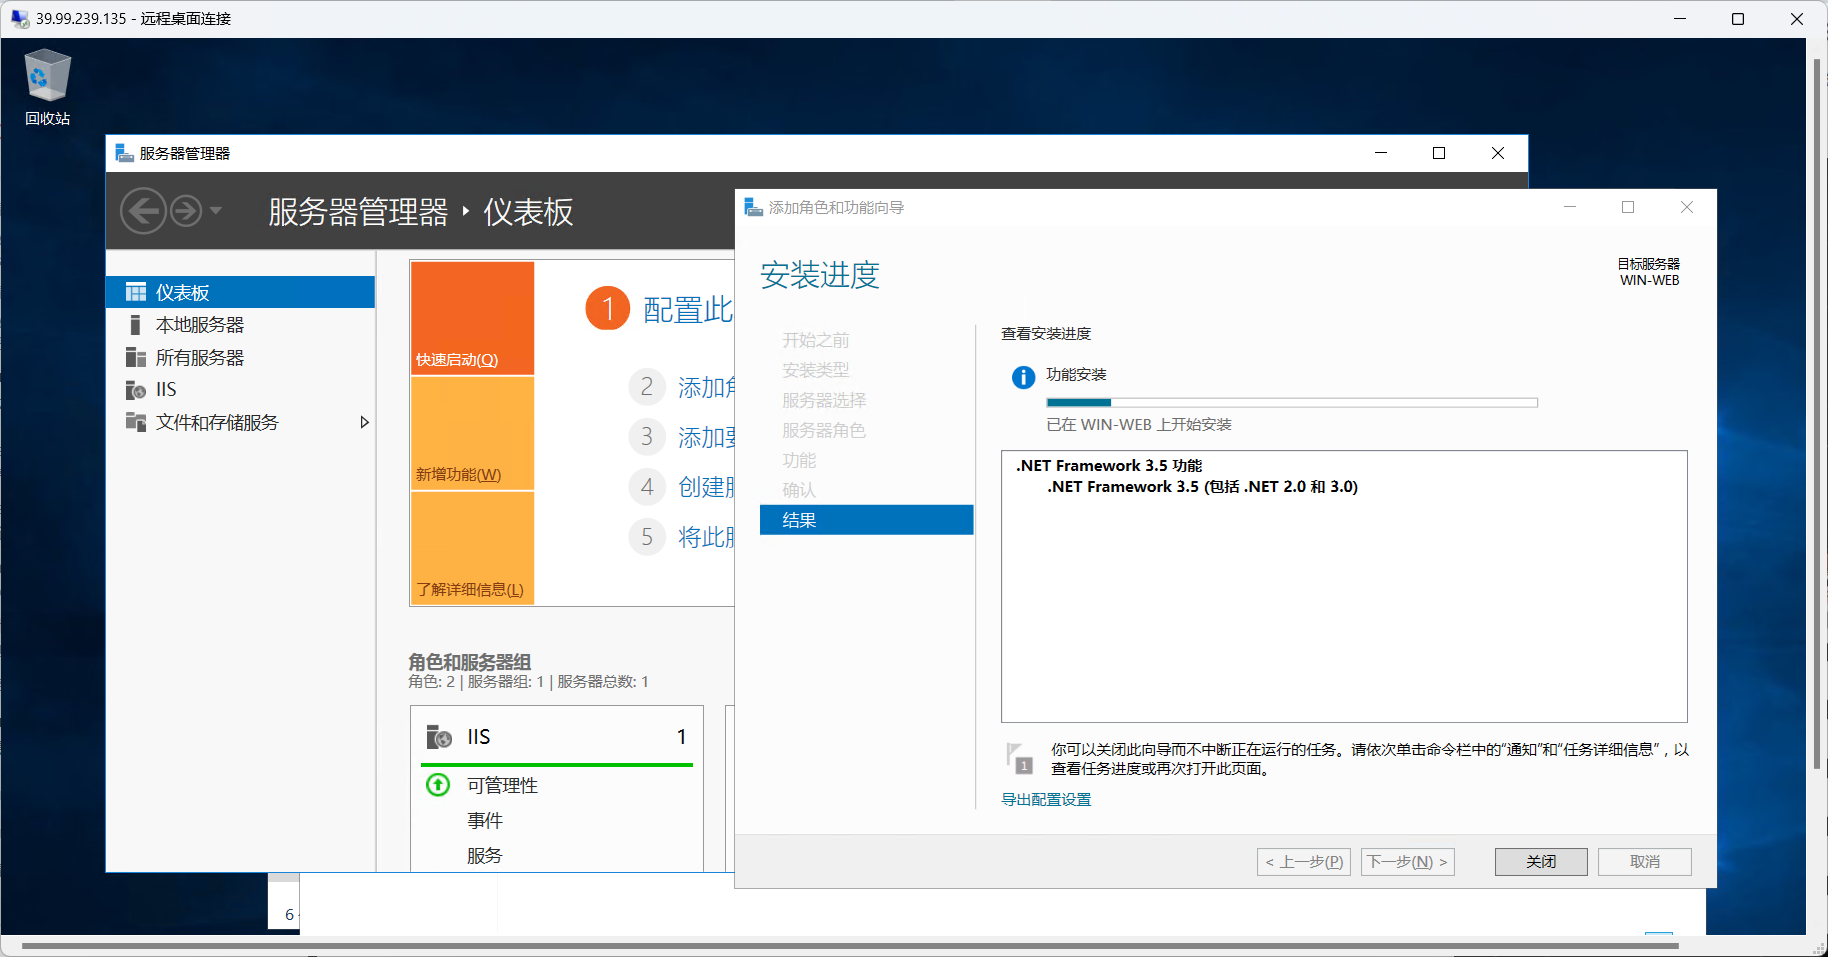 39.99.239.135 - 远程桌面连接
回收站
服务器管理器
服务器管理器 ‣ 仪表板
仪表板
本地服务器
所有服务器
IIS
文件和存储服务
快速启动(Q)
新增功能(W)
了解详细信息(L)
1 配置此
2 添加角
3 添加要
4 创建服
5 将此服
角色和服务器组
角色: 2 | 服务器组: 1 | 服务器总数: 1
IIS 1
可管理性
事件
服务
6
添加角色和功能向导
安装进度
目标服务器
WIN-WEB
开始之前
安装类型
服务器选择
服务器角色
功能
确认
结果
查看安装进度
功能安装
已在 WIN-WEB 上开始安装
.NET Framework 3.5 功能
.NET Framework 3.5 (包括 .NET 2.0 和 3.0)
1
你可以关闭此向导而不中断正在运行的任务。请依次单击命令栏中的“通知”和“任务详细信息”，以
查看任务进度或再次打开此页面。
导出配置设置
< 上一步(P)
下一步(N) >
关闭
取消